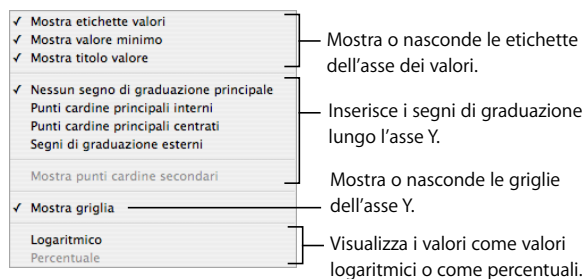 ✓ Mostra etichette valori
✓ Mostra valore minimo
✓ Mostra titolo valore
✓ Nessun segno di graduazione principale
Punti cardine principali interni
Punti cardine principali centrati
Segni di graduazione esterni
Mostra punti cardine secondari
✓ Mostra griglia
Logaritmico
Percentuale
Mostra o nasconde le etichette
dell'asse dei valori.
Inserisce i segni di graduazione
lungo l'asse Y.
Mostra o nasconde le griglie
dell'asse Y.
Visualizza i valori come valori
logaritmici o come percentuali.